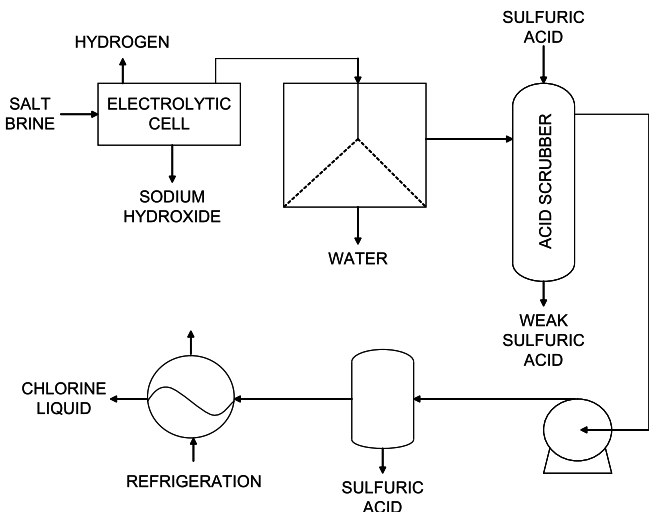 HYDROGEN
SALT
BRINE
ELECTROLYTIC
CELL
SODIUM
HYDROXIDE
WATER
SULFURIC
ACID
ACID SCRUBBER
WEAK
SULFURIC
ACID
CHLORINE
LIQUID
REFRIGERATION
SULFURIC
ACID